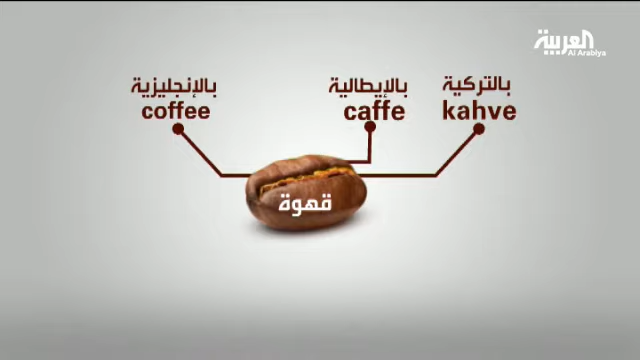 العربية
Al Arabiya
بالتركية
kahve
بالإيطالية
caffe
بالإنجليزية
coffee
قهوة